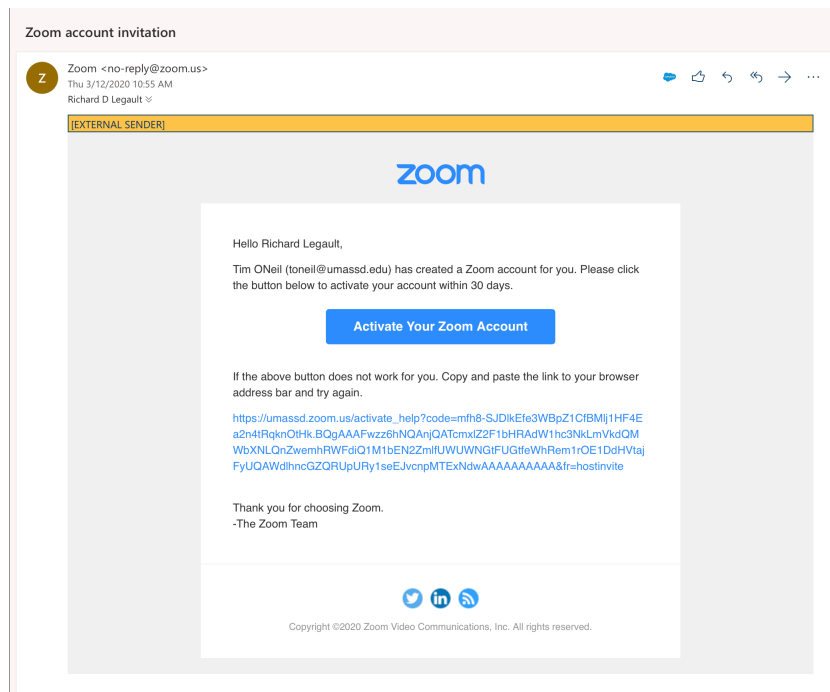 Zoom account invitation
Z
Zoom <no-reply@zoom.us>
Thu 3/12/2020 10:55 AM
Richard D Legault
[EXTERNAL SENDER]
zoom
Hello Richard Legault,
Tim ONeil (toneil@umassd.edu) has created a Zoom account for you. Please click
the button below to activate your account within 30 days.
Activate Your Zoom Account
If the above button does not work for you. Copy and paste the link to your browser
address bar and try again.
https://umassd.zoom.us/activate_help?code=mfh8-SJDlkEfe3WBpZ1CfBMlj1HF4E
a2n4tRqknOtHk.BQgAAAFwzz6hNQAnjQATcmxlZ2F1bHRAdW1hc3NkLmVkdQM
WbXNLQnZwemhRWFdiQ1M1bEN2ZmlfUWUWNGtFUGtfeWhRem1rOE1DdHVtaj
FyUQAWdlhncGZQRUpURy1seEJvcnpMTExNdwAAAAAAAAAA&fr=hostinvite
Thank you for choosing Zoom.
-The Zoom Team
in
Copyright ©2020 Zoom Video Communications, Inc. All rights reserved.